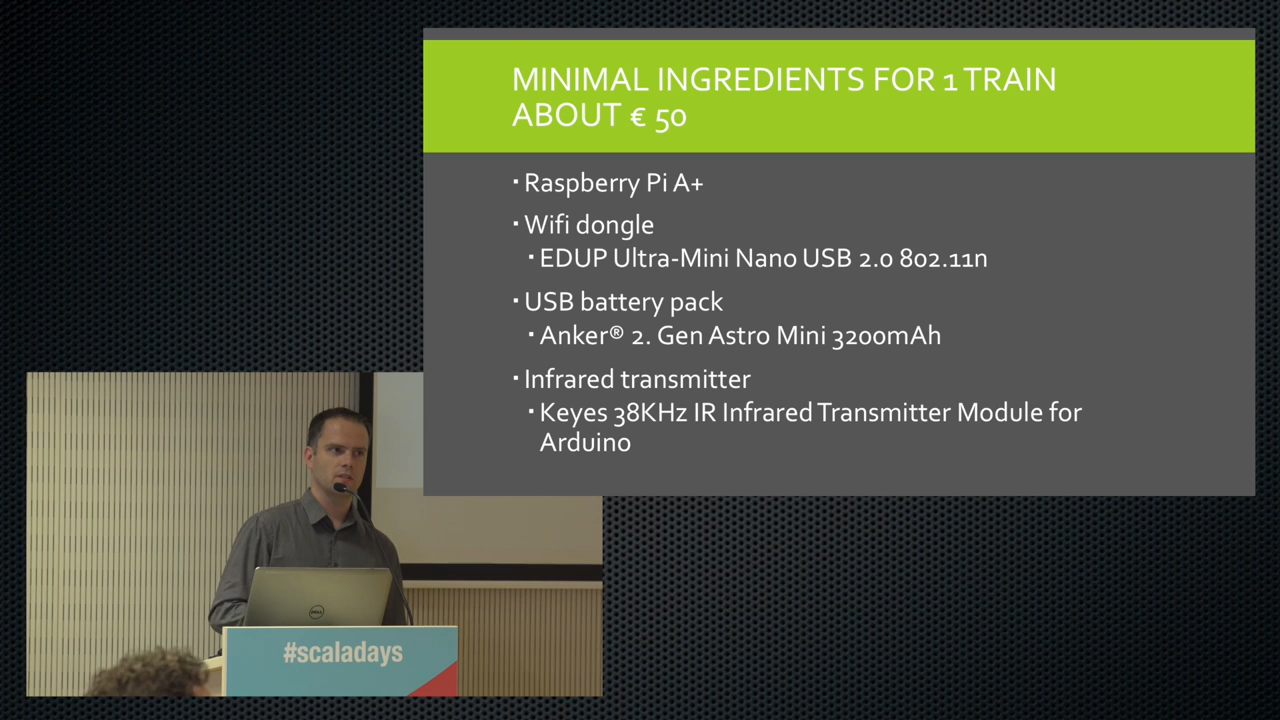 MINIMAL INGREDIENTS FOR 1 TRAIN
ABOUT € 50
▪ Raspberry Pi A+
▪ Wifi dongle
▪ EDUP Ultra-Mini Nano USB 2.0 802.11n
▪ USB battery pack
▪ Anker® 2. Gen Astro Mini 3200mAh
▪ Infrared transmitter
▪ Keyes 38KHz IR Infrared Transmitter Module for
Arduino
DELL
#scaladays